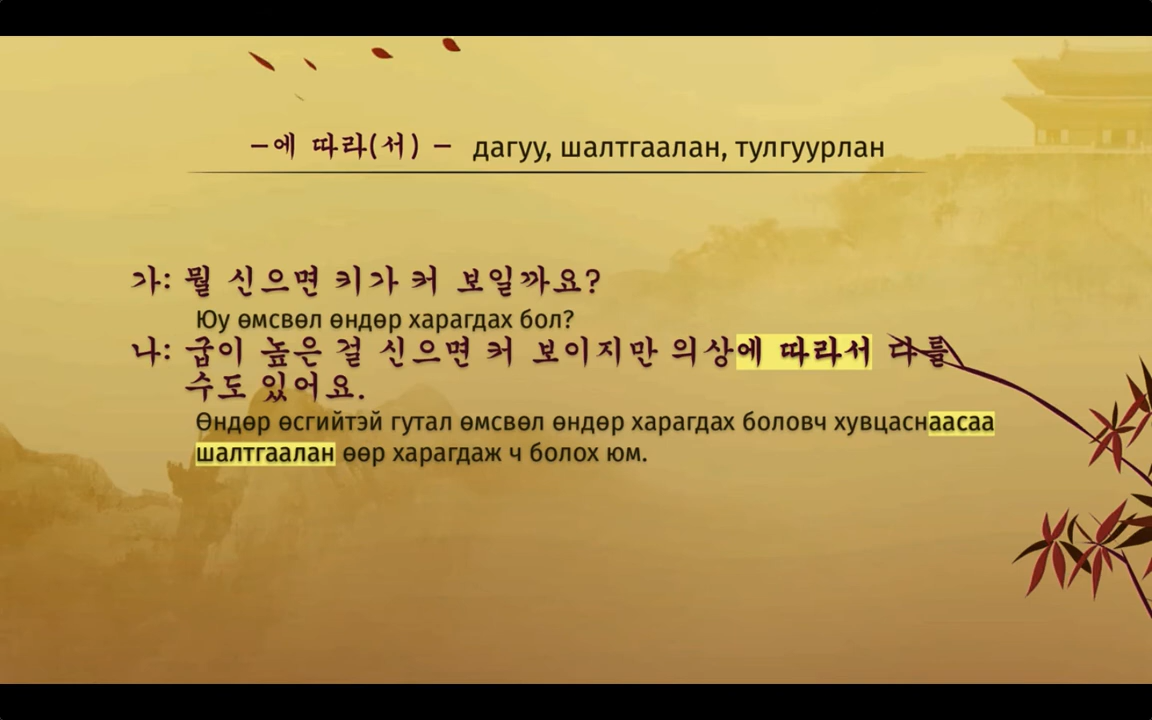 -에 따라(서) - дагуу, шалтгаалан, тулгуурлан
가: 뭘 신으면 키가 커 보일까요?
Юу өмсвөл өндөр харагдах бол?
나: 굽이 높은 걸 신으면 커 보이지만 의상에 따라서 다를
수도 있어요.
Өндөр өсгийтэй гутал өмсвөл өндөр харагдах боловч хувцаснаасаа
шалтгаалан өөр харагдаж ч болох юм.